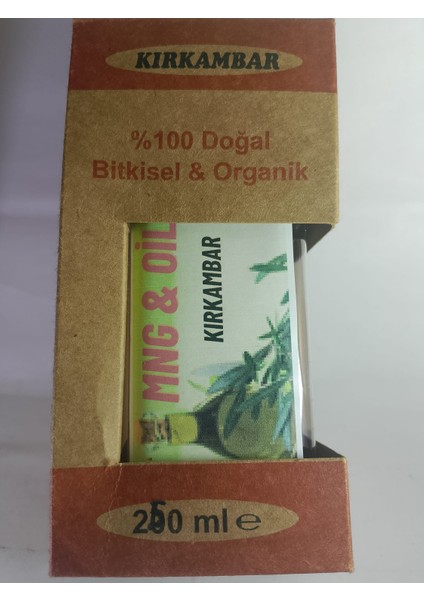 KIRKAMBAR
%100 Doğal
Bitkisel & Organik
MNG & OİL
KIRKAMBAR
250 ml e